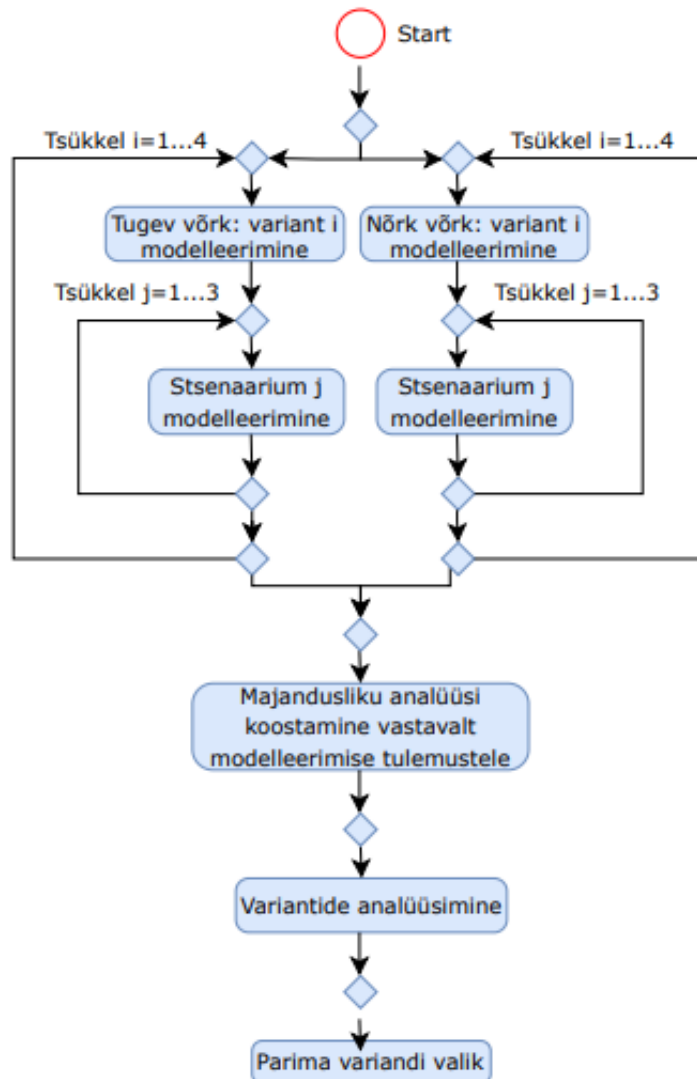 Start
Tsükkel i=1...4
Tsükkel i=1...4
Tugev võrk: variant i
modelleerimine
Nõrk võrk: variant i
modelleerimine
Tsükkel j=1...3
Tsükkel j=1...3
Stsenaarium j
modelleerimine
Stsenaarium j
modelleerimine
Majandusliku analüüsi
koostamine vastavalt
modelleerimise tulemustele
Variantide analüüsimine
Parima variandi valik